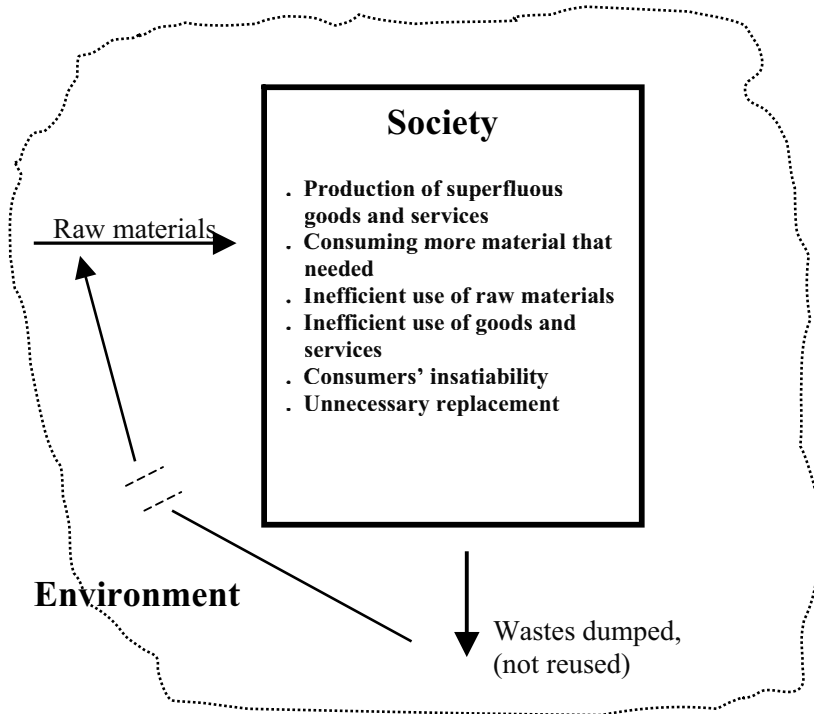 Society
. Production of superfluous
goods and services
. Consuming more material that
needed
. Inefficient use of raw materials
. Inefficient use of goods and
services
. Consumers’ insatiability
. Unnecessary replacement
Raw materials
Environment
Wastes dumped,
(not reused)